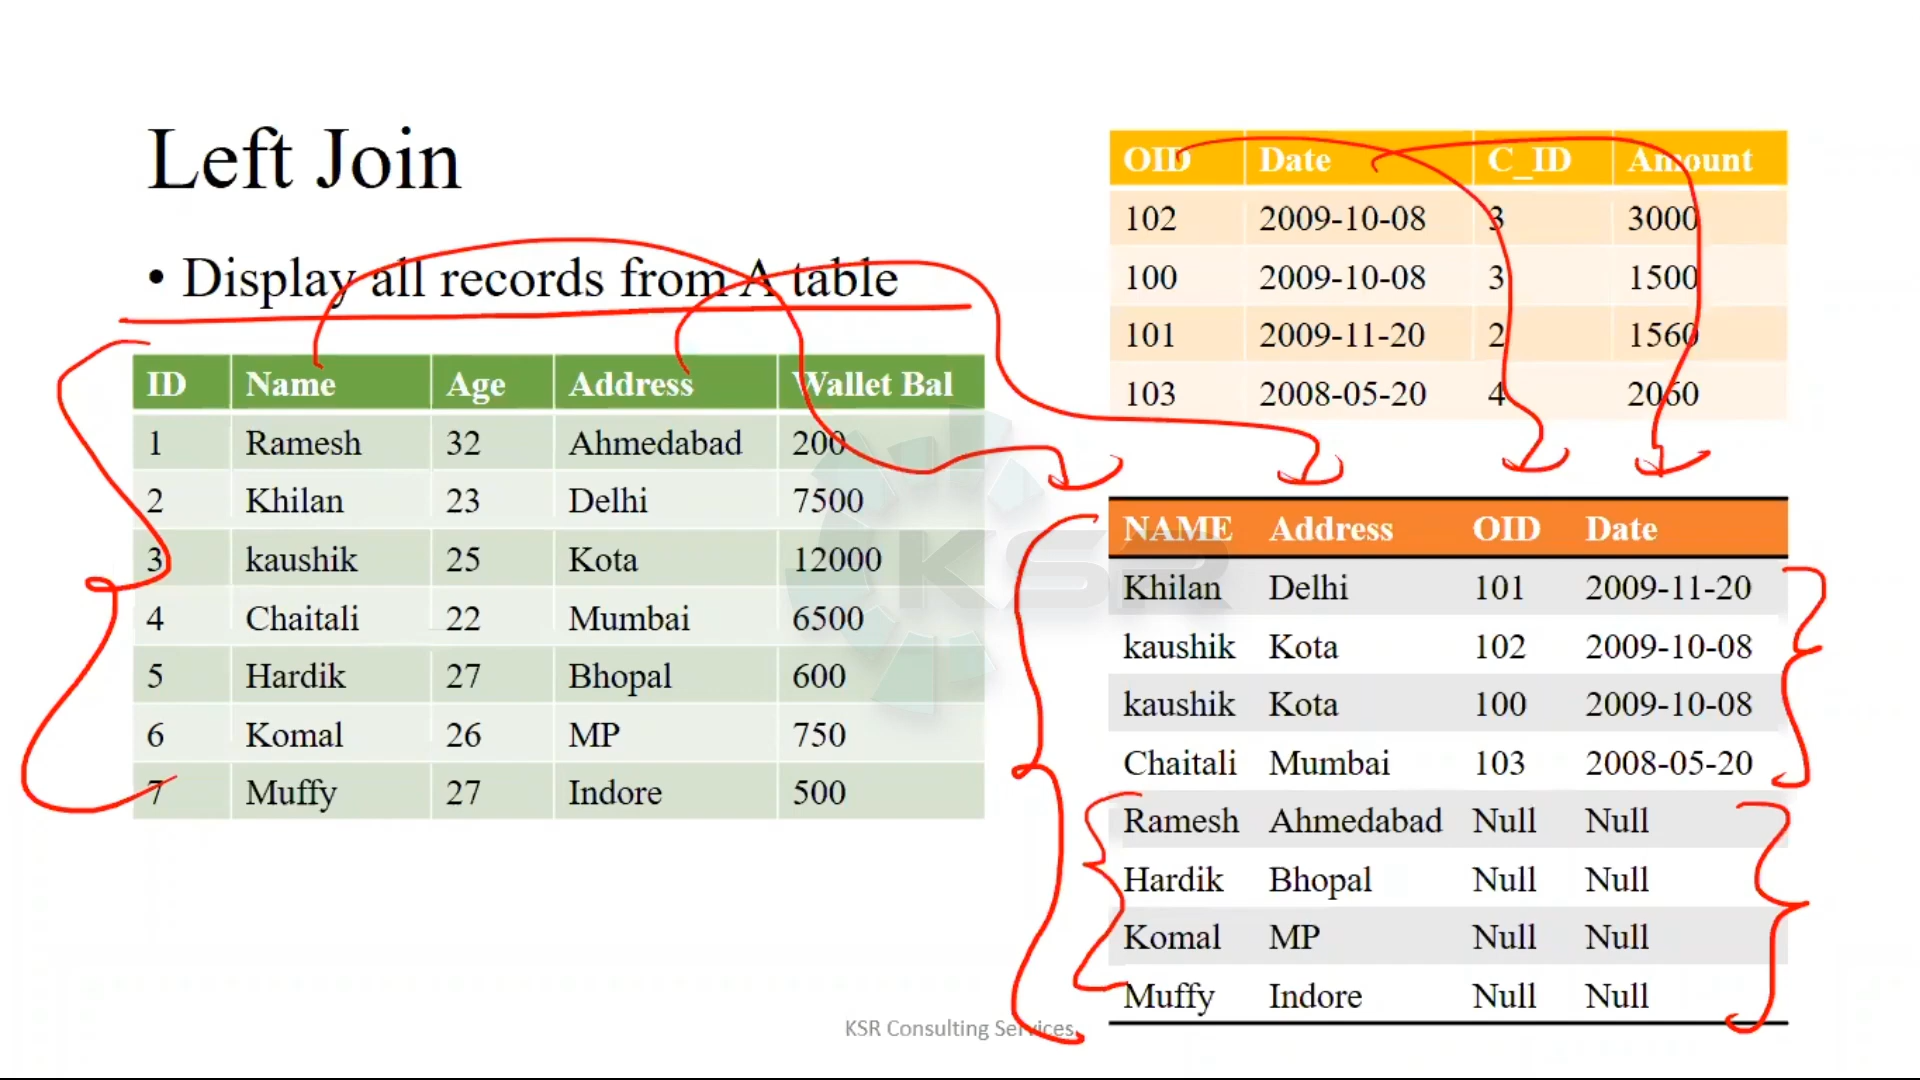 Left Join
• Display all records from A table
ID Name Age Address Wallet Bal
1 Ramesh 32 Ahmedabad 200
2 Khilan 23 Delhi 7500
3 kaushik 25 Kota 12000
4 Chaitali 22 Mumbai 6500
5 Hardik 27 Bhopal 600
6 Komal 26 MP 750
7 Muffy 27 Indore 500
OID Date C_ID Amount
102 2009-10-08 3 3000
100 2009-10-08 3 1500
101 2009-11-20 2 1560
103 2008-05-20 4 2060
NAME Address OID Date
Khilan Delhi 101 2009-11-20
kaushik Kota 102 2009-10-08
kaushik Kota 100 2009-10-08
Chaitali Mumbai 103 2008-05-20
Ramesh Ahmedabad Null Null
Hardik Bhopal Null Null
Komal MP Null Null
Muffy Indore Null Null
KSR
KSR Consulting Services